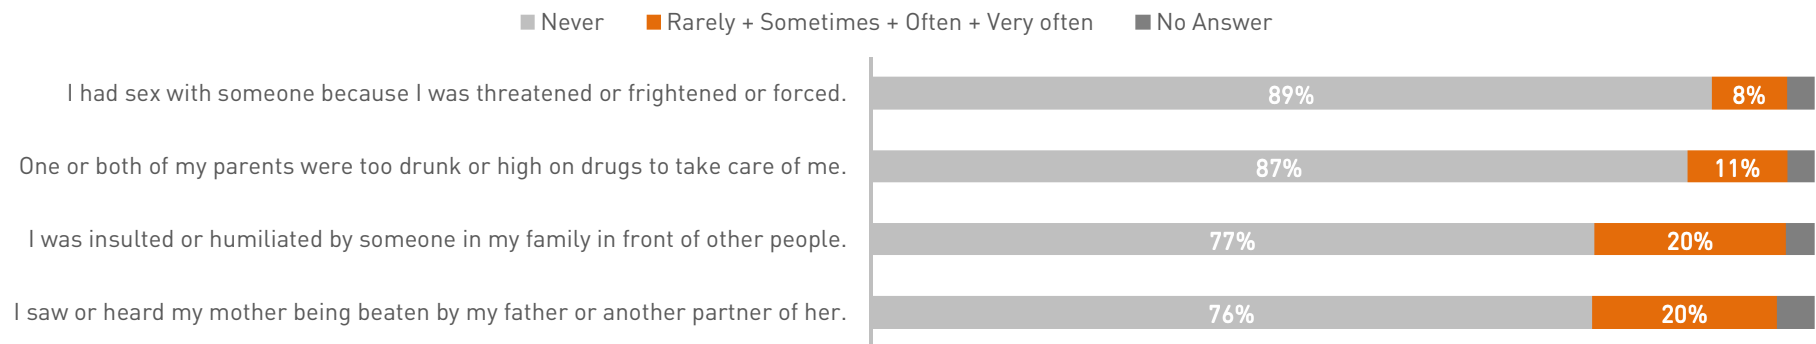 Never Rarely + Sometimes + Often + Very often No Answer
I had sex with someone because I was threatened or frightened or forced. 89% 8%
One or both of my parents were too drunk or high on drugs to take care of me. 87% 11%
I was insulted or humiliated by someone in my family in front of other people. 77% 20%
I saw or heard my mother being beaten by my father or another partner of her. 76% 20%